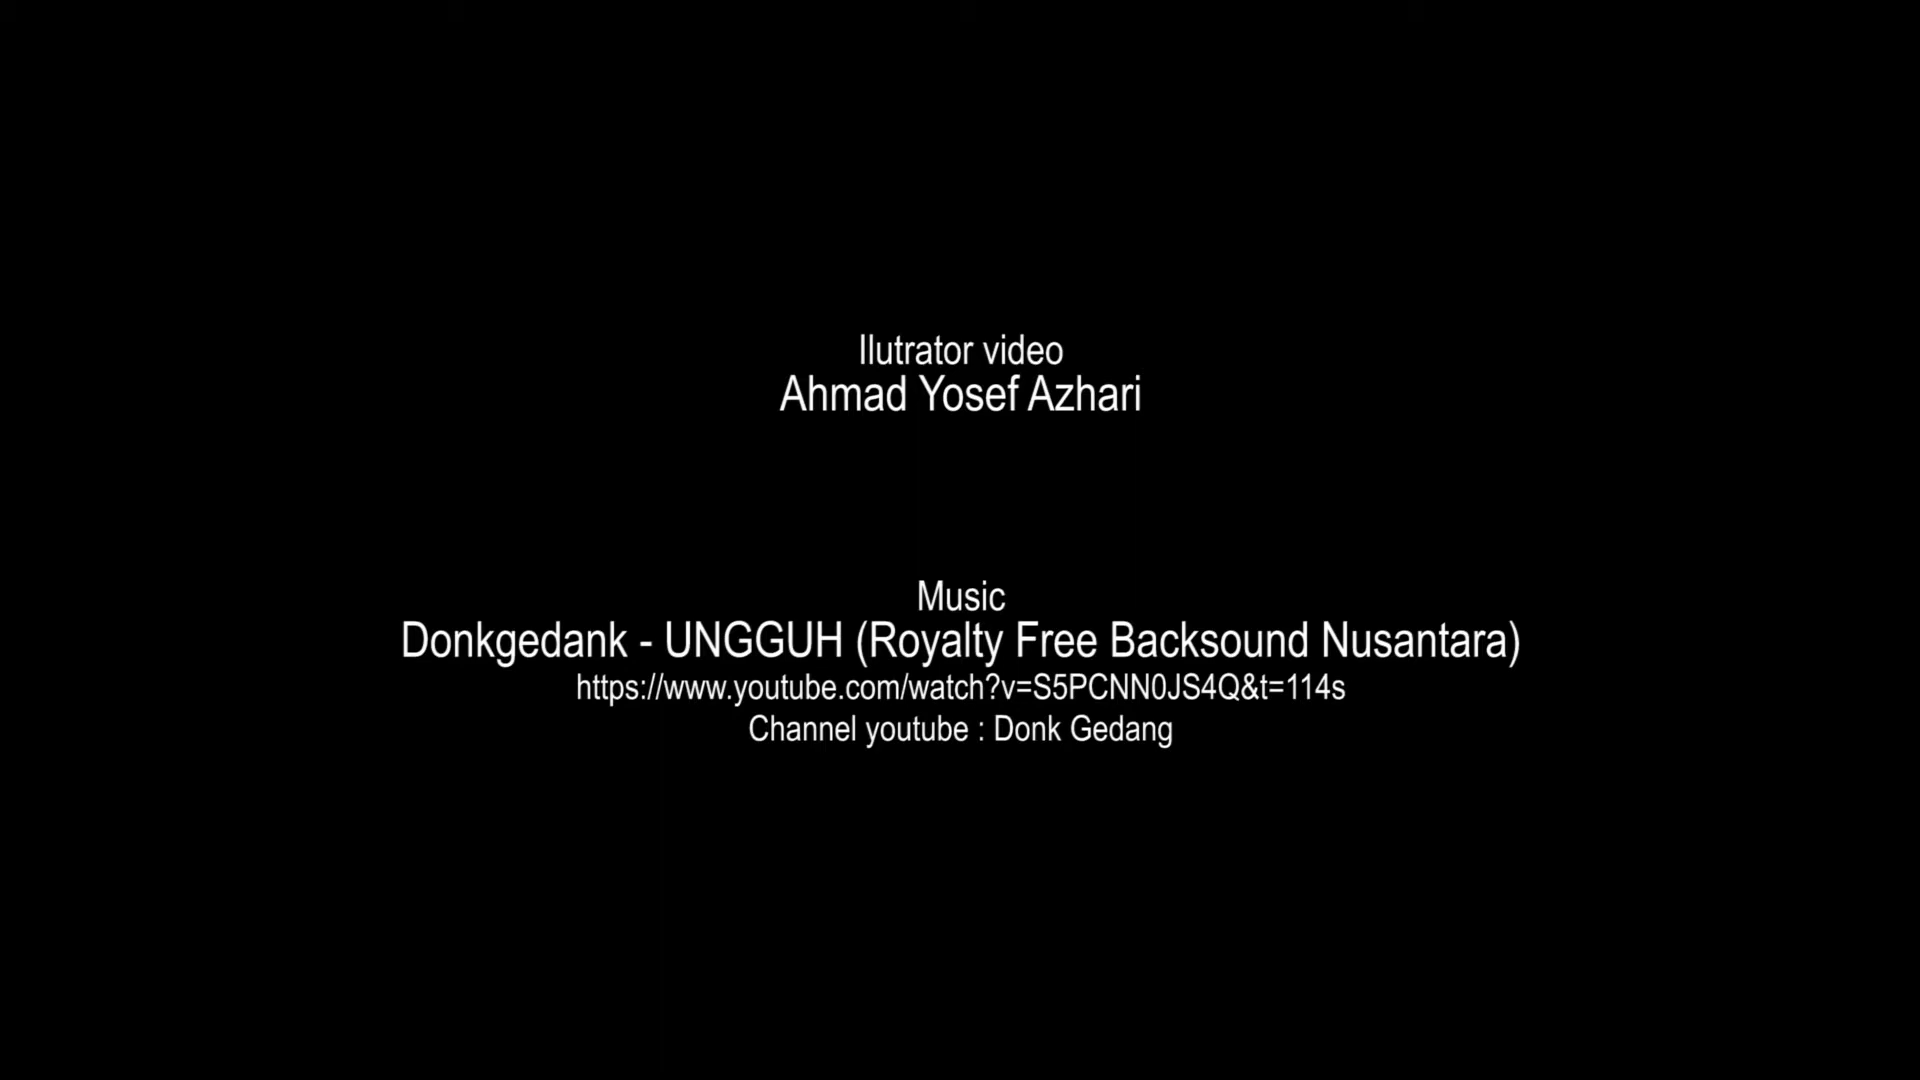 Ilutrator video
Ahmad Yosef Azhari
Music
Donkgedank - UNGGUH (Royalty Free Backsound Nusantara)
https://www.youtube.com/watch?v=S5PCNN0JS4Q&t=114s
Channel youtube : Donk Gedang